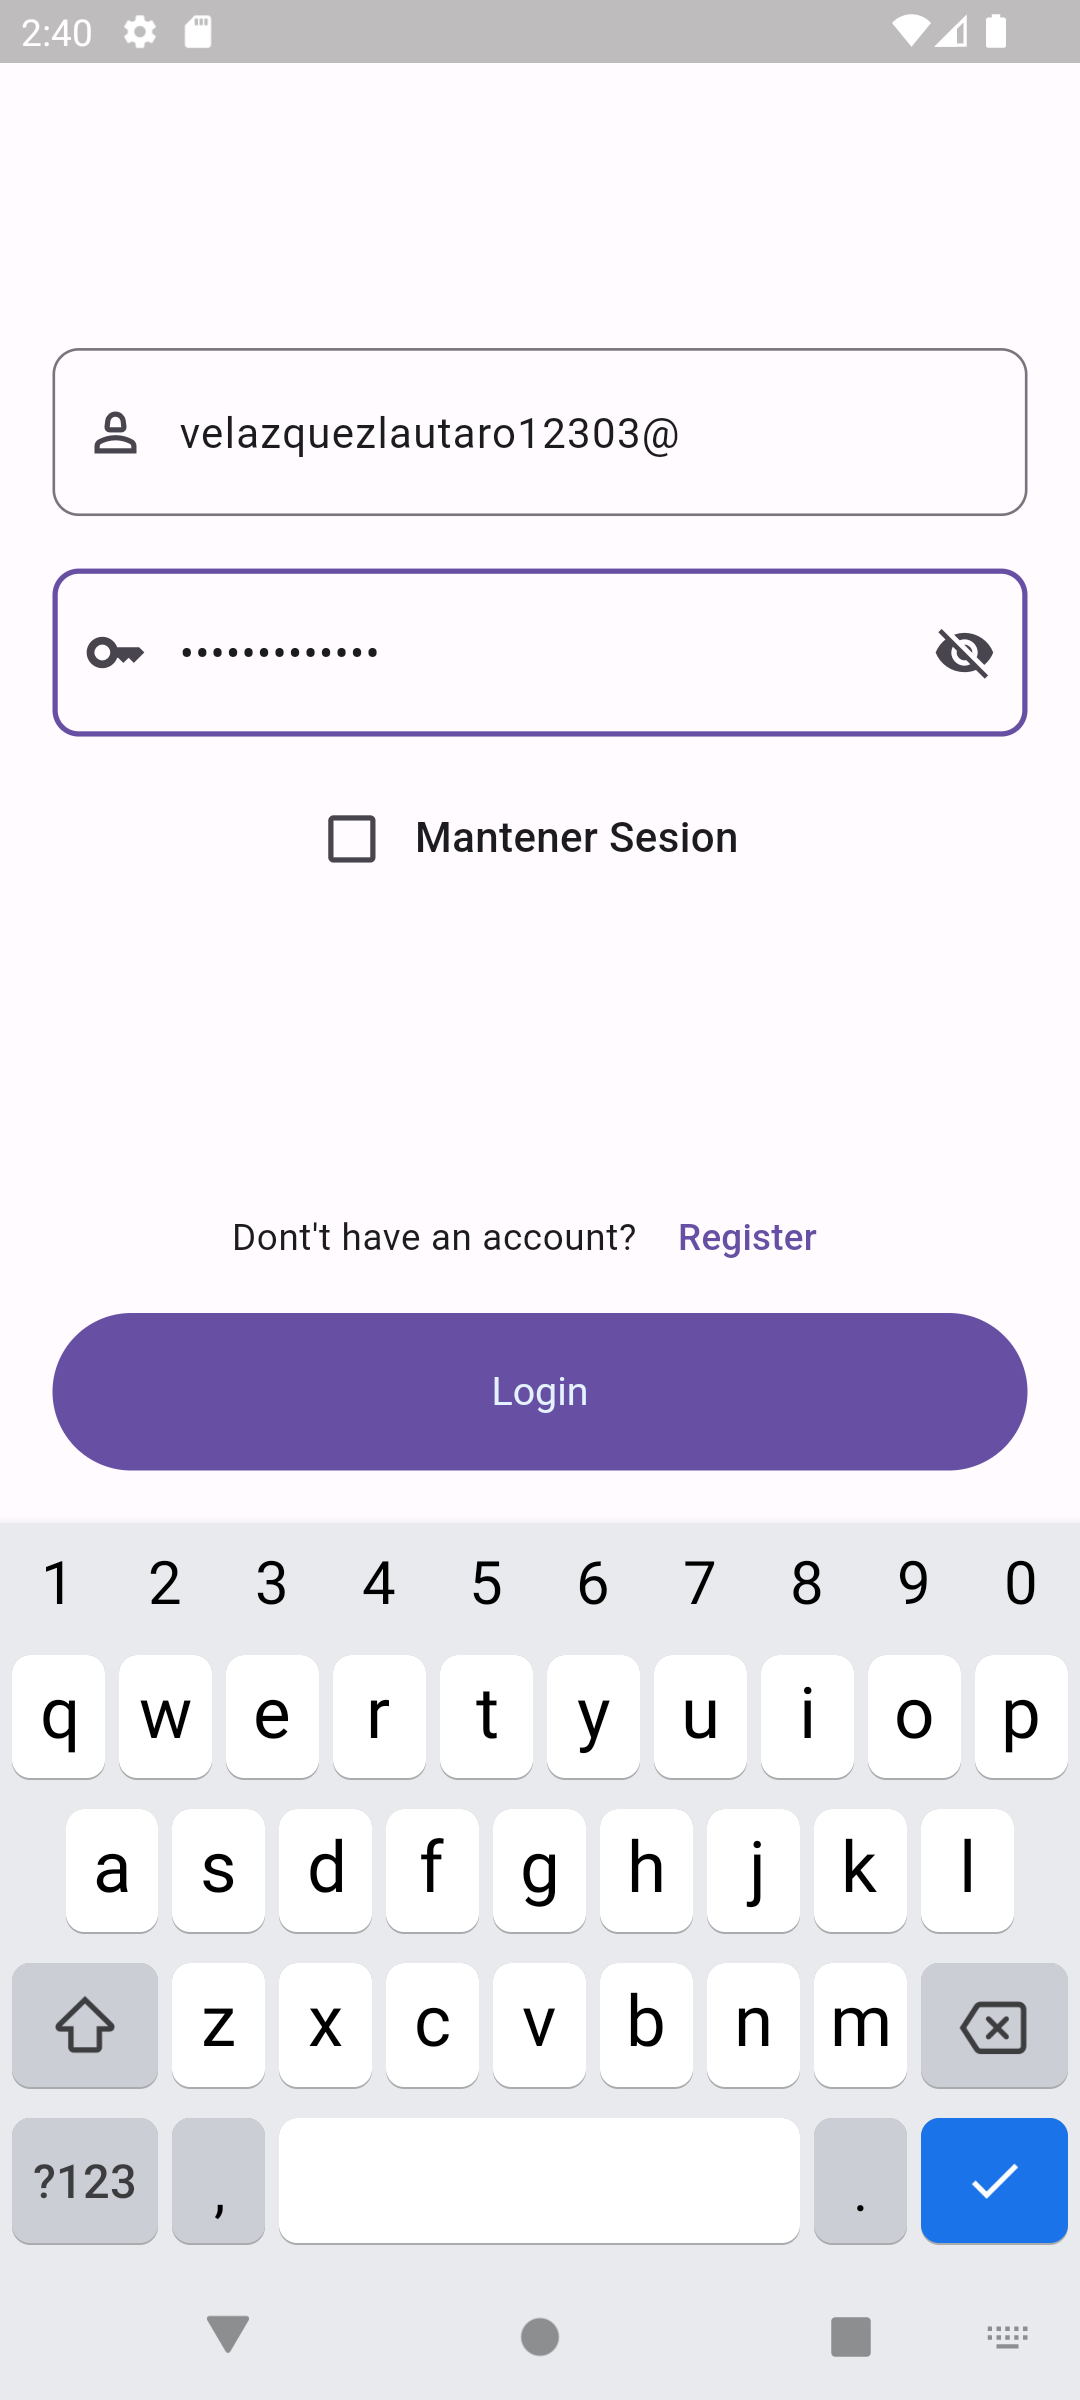 2:40
velazquezlautaro12303@
•••••••••••••
Mantener Sesion
Dont't have an account? Register
Login
1 2 3 4 5 6 7 8 9 0
q w e r t y u i o p
a s d f g h j k l
z x c v b n m
?123 , .